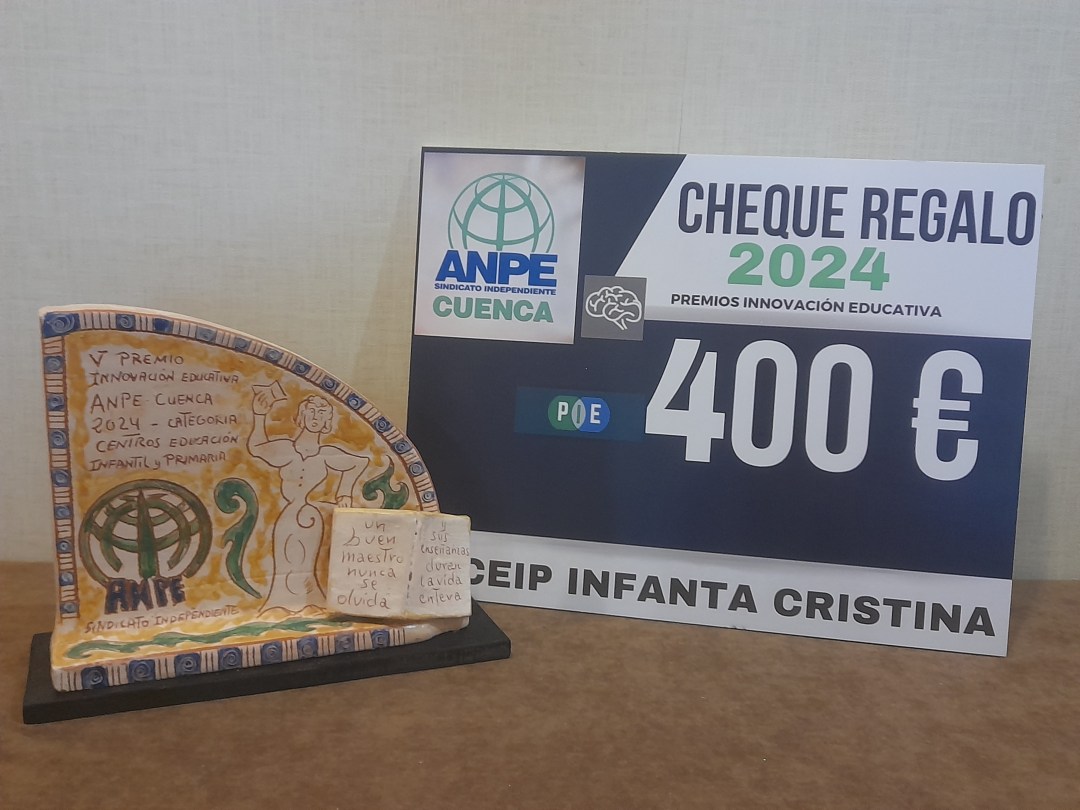 V PREMIO
INNOVACIÓN EDUCATIVA
ANPE-CUENCA
2024 - CATEGORIA
CENTROS EDUCACIÓN
INFANTIL y PRIMARIA
ANPE
SINDICATO INDEPENDIENTE
un
buen
maestro
nunca
se
olvida
y
sus
enseñanzas
duran
la vida
entera
ANPE
SINDICATO INDEPENDIENTE
CUENCA
CHEQUE REGALO
2024
PREMIOS INNOVACIÓN EDUCATIVA
400 €
PIE
CEIP INFANTA CRISTINA